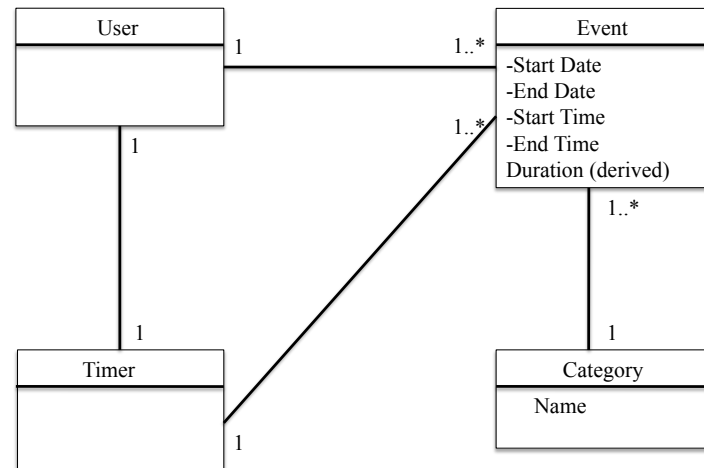 User
Event
1
1..*
-Start Date
-End Date
-Start Time
-End Time
Duration (derived)
1..*
1
1..*
1
1
Timer
Category
Name
1